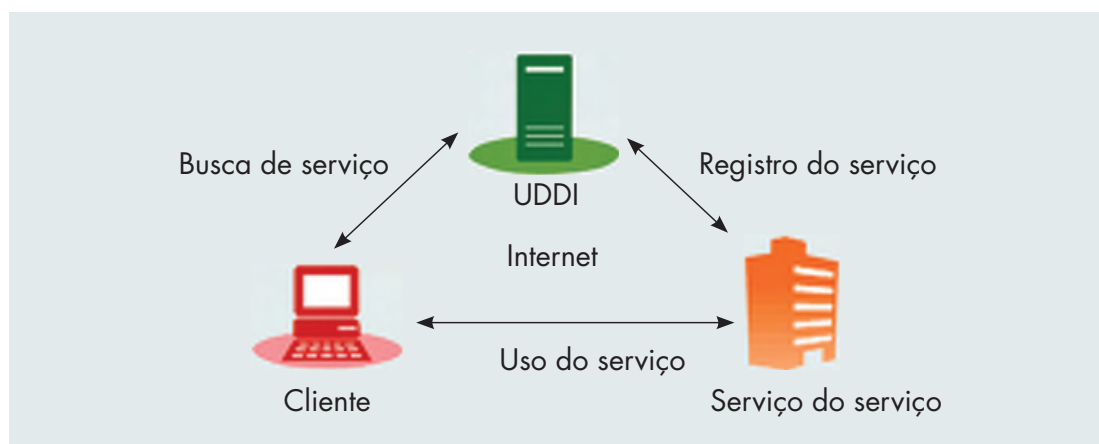 Busca de serviço
Registro do serviço
UDDI
Internet
Uso do serviço
Cliente
Serviço do serviço